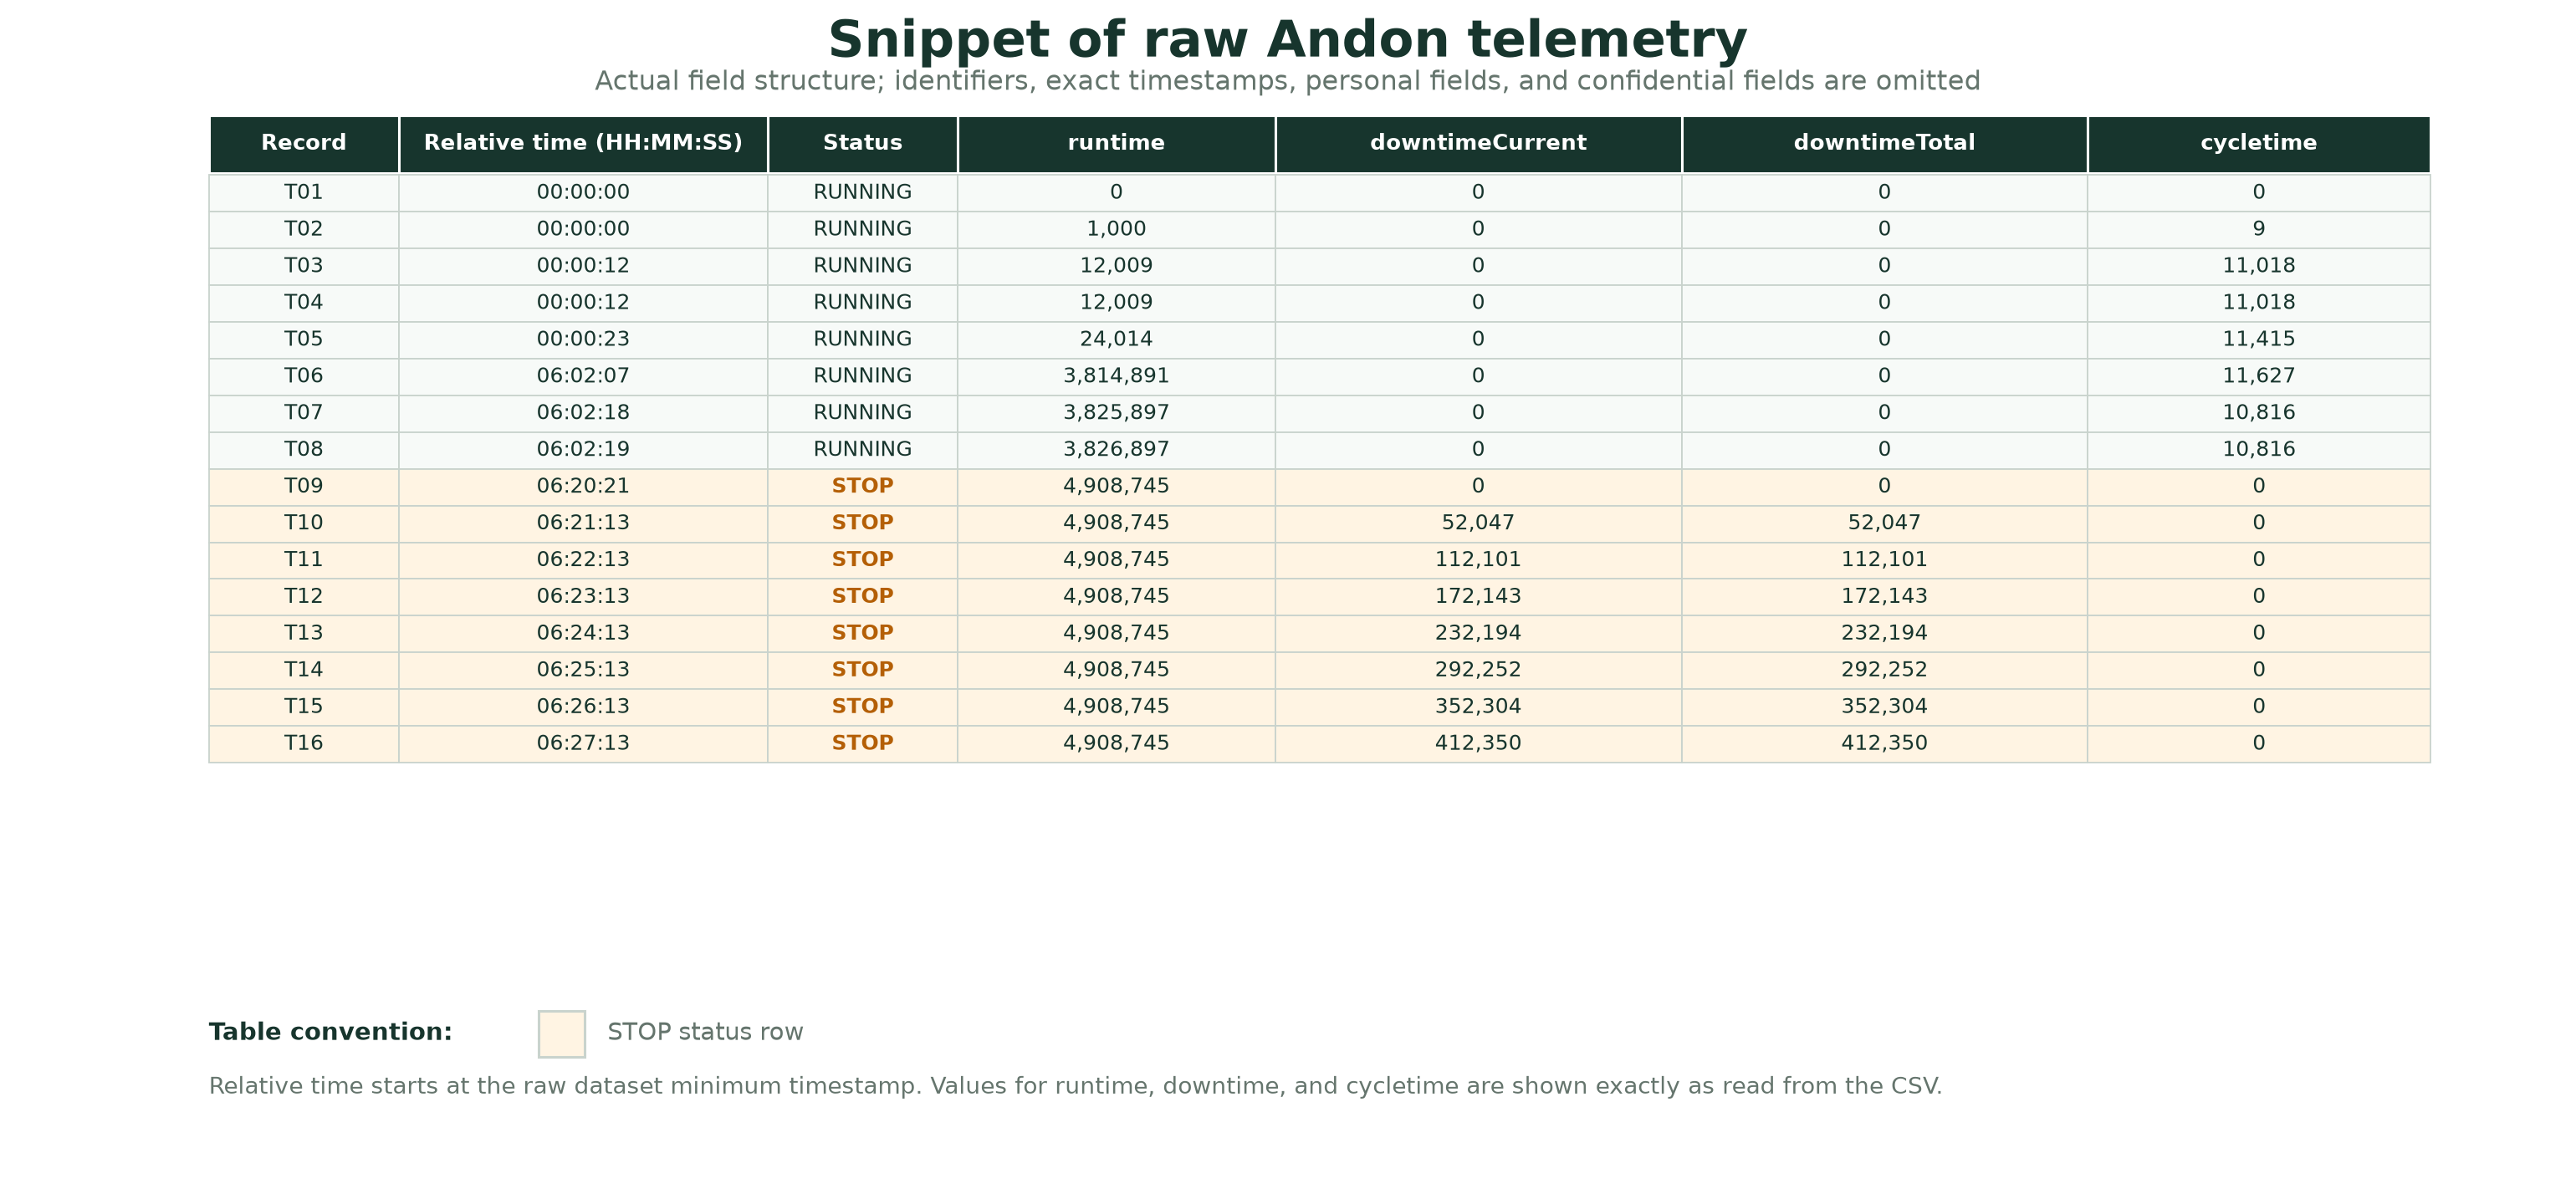 Snippet of raw Andon telemetry
Actual field structure; identifiers, exact timestamps, personal fields, and confidential fields are omitted
Record Relative time (HH:MM:SS) Status runtime downtimeCurrent downtimeTotal cycletime
T01 00:00:00 RUNNING 0 0 0 0
T02 00:00:00 RUNNING 1,000 0 0 9
T03 00:00:12 RUNNING 12,009 0 0 11,018
T04 00:00:12 RUNNING 12,009 0 0 11,018
T05 00:00:23 RUNNING 24,014 0 0 11,415
T06 06:02:07 RUNNING 3,814,891 0 0 11,627
T07 06:02:18 RUNNING 3,825,897 0 0 10,816
T08 06:02:19 RUNNING 3,826,897 0 0 10,816
T09 06:20:21 STOP 4,908,745 0 0 0
T10 06:21:13 STOP 4,908,745 52,047 52,047 0
T11 06:22:13 STOP 4,908,745 112,101 112,101 0
T12 06:23:13 STOP 4,908,745 172,143 172,143 0
T13 06:24:13 STOP 4,908,745 232,194 232,194 0
T14 06:25:13 STOP 4,908,745 292,252 292,252 0
T15 06:26:13 STOP 4,908,745 352,304 352,304 0
T16 06:27:13 STOP 4,908,745 412,350 412,350 0
Table convention: STOP status row
Relative time starts at the raw dataset minimum timestamp. Values for runtime, downtime, and cycletime are shown exactly as read from the CSV.